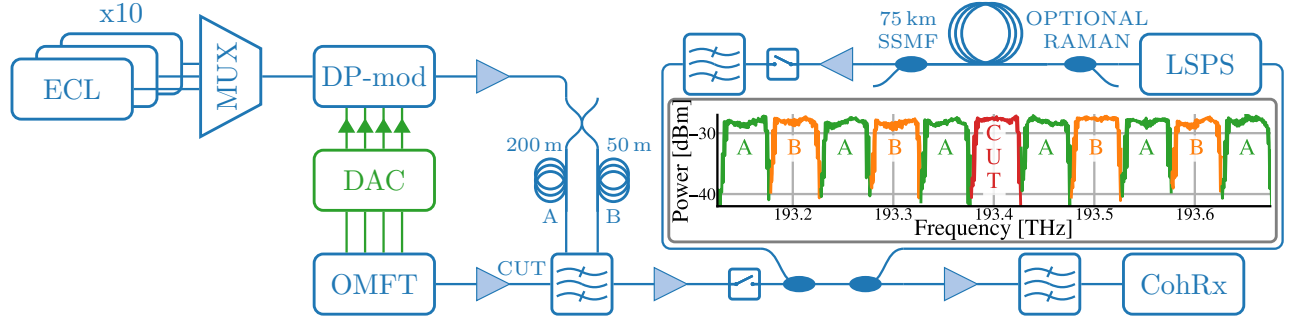 x10
ECL
MUX
DP-mod
DAC
OMFT
200 m
50 m
A
B
CUT
75 km
SSMF
OPTIONAL
RAMAN
LSPS
Power [dBm]
−30
−40
A
B
A
B
A
C
U
T
A
B
A
B
A
193.2
193.3
193.4
193.5
193.6
Frequency [THz]
CohRx